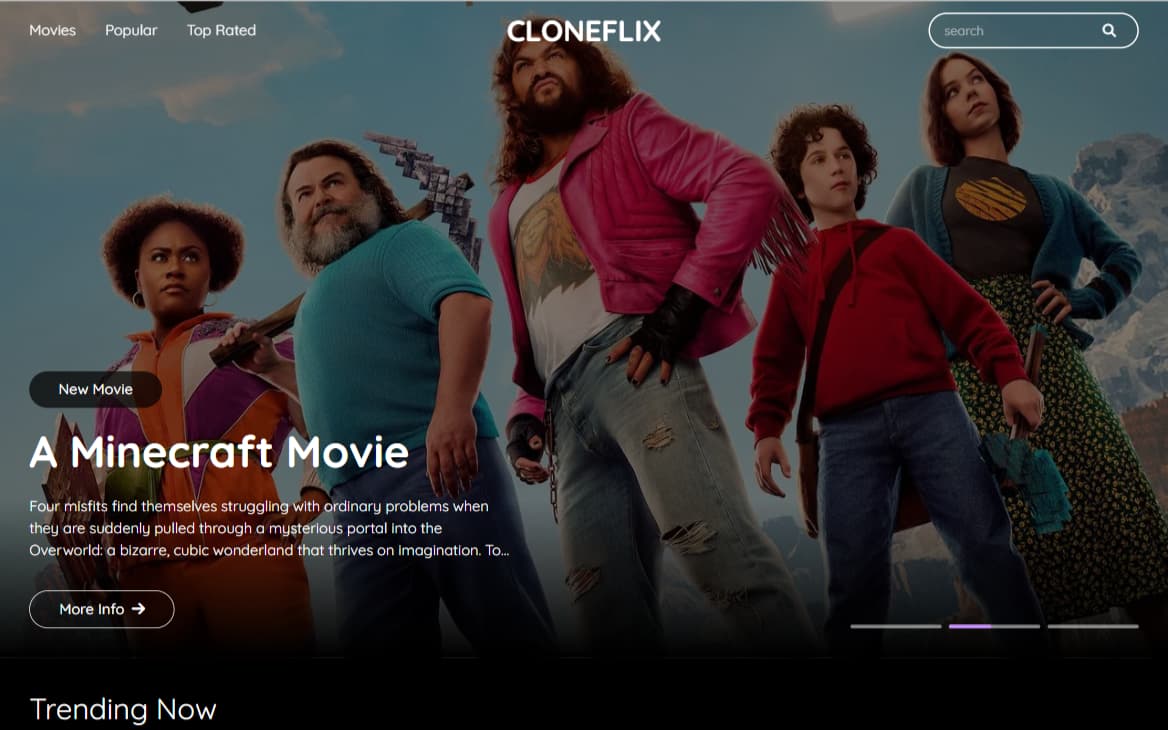 Movies Popular Top Rated CLONEFLIX search
New Movie
A Minecraft Movie
Four misfits find themselves struggling with ordinary problems when
they are suddenly pulled through a mysterious portal into the
Overworld: a bizarre, cubic wonderland that thrives on imagination. To...
More Info
Trending Now